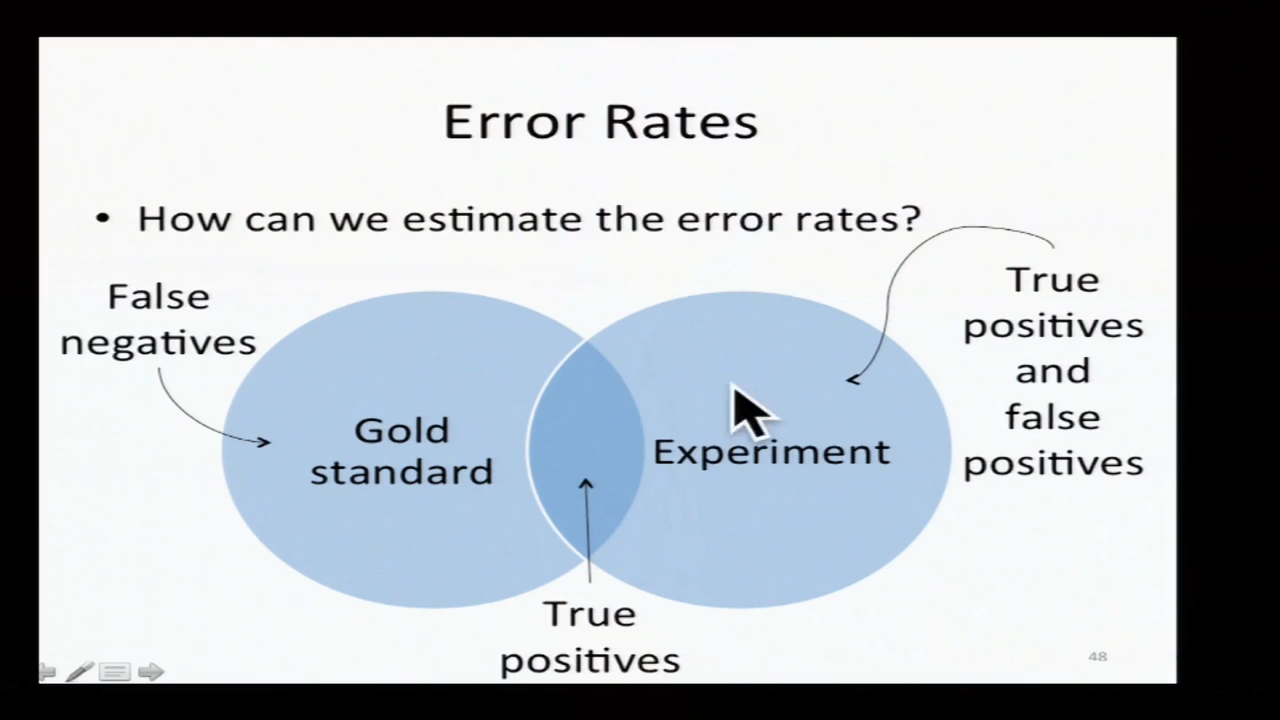 Error Rates
• How can we estimate the error rates?
False
negatives
Gold
standard
Experiment
True
positives
and
false
positives
True
positives
48